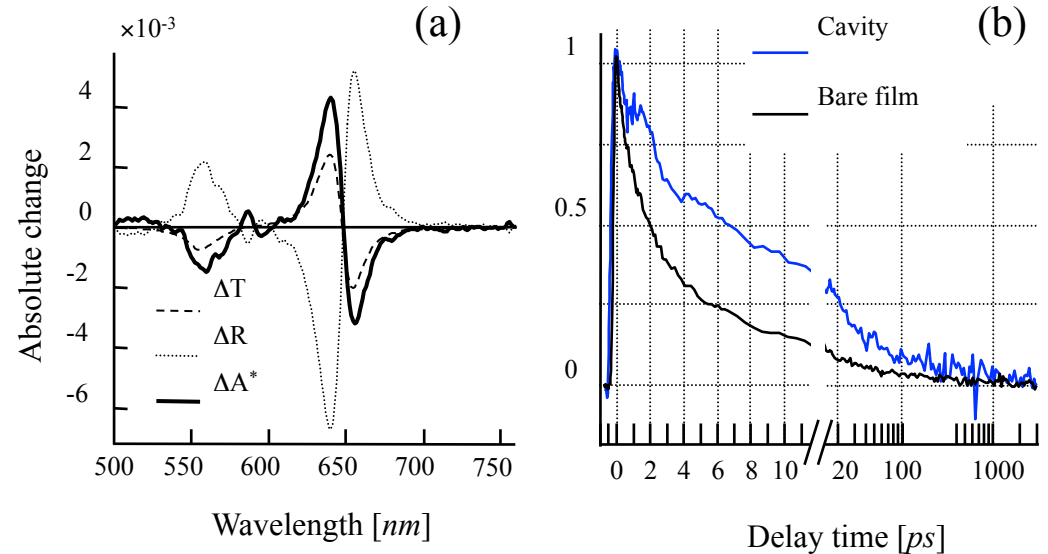 ×10⁻³
(a)
4
2
0
-2
-4
-6
Absolute change
ΔT
ΔR
ΔA*
500
550
600
650
700
750
Wavelength [nm]
(b)
Cavity
Bare film
1
0.5
0
0
2
4
6
8
10
20
100
1000
Delay time [ps]